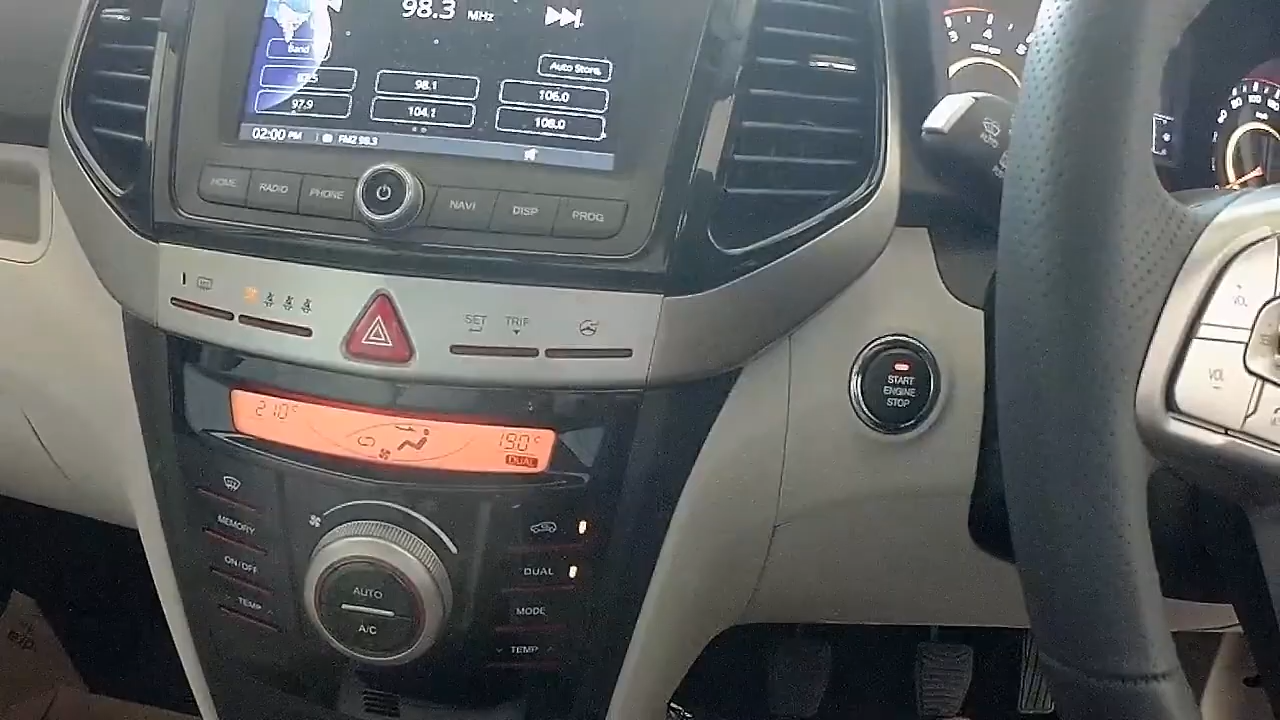 98.3 MHz
Band
Auto Store
98.1
106.0
97.9
104.1
108.0
02:00 PM
FM2 98.3
HOME
RADIO
PHONE
NAVI
DISP
PROG
SET
TRIP
START
ENGINE
STOP
VOL
VOL
-
21.0°C
19.0°C
DUAL
MEMORY
ON/OFF
TEMP
AUTO
A/C
DUAL
MODE
TEMP